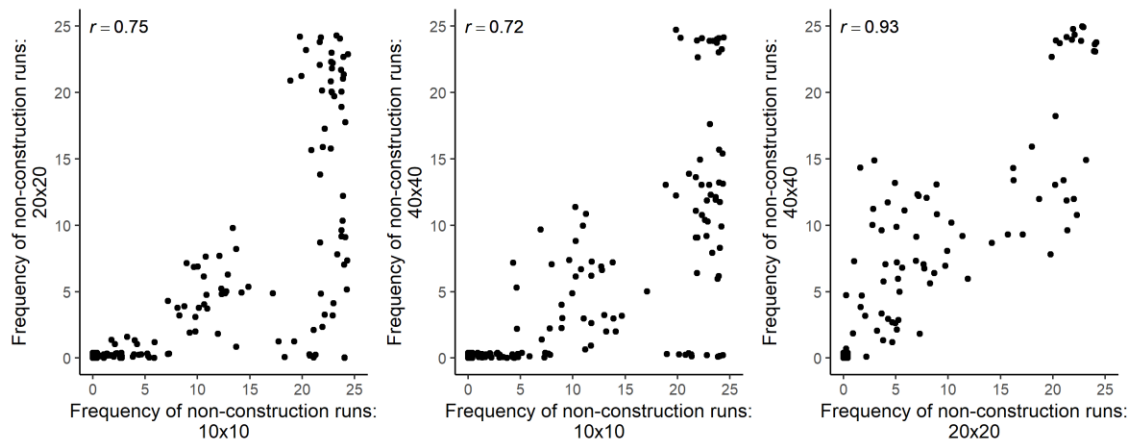 r = 0.75
25
20
15
10
5
0
Frequency of non-construction runs:
20x20
0 5 10 15 20 25
Frequency of non-construction runs:
10x10
r = 0.72
25
20
15
10
5
0
Frequency of non-construction runs:
40x40
0 5 10 15 20 25
Frequency of non-construction runs:
10x10
r = 0.93
25
20
15
10
5
0
Frequency of non-construction runs:
40x40
0 5 10 15 20 25
Frequency of non-construction runs:
20x20